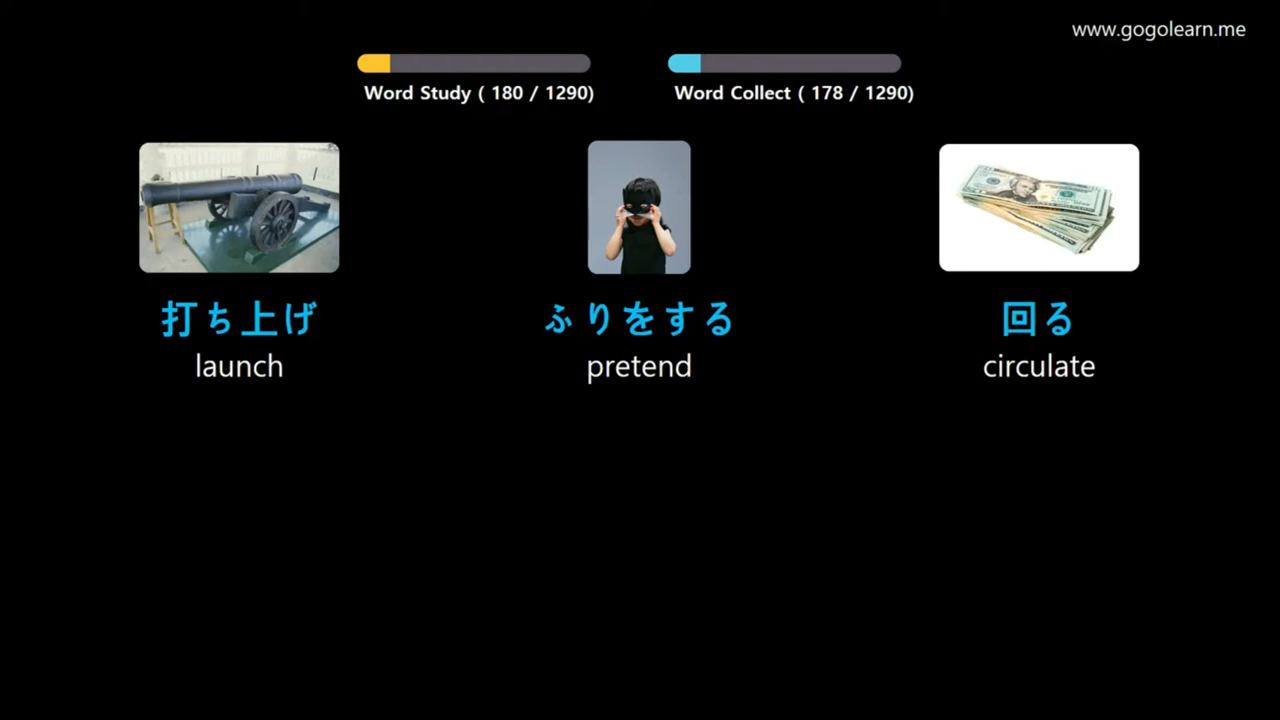 www.gogolearn.me
Word Study ( 180 / 1290)
Word Collect ( 178 / 1290)
打ち上げ
launch
ふりをする
pretend
回る
circulate